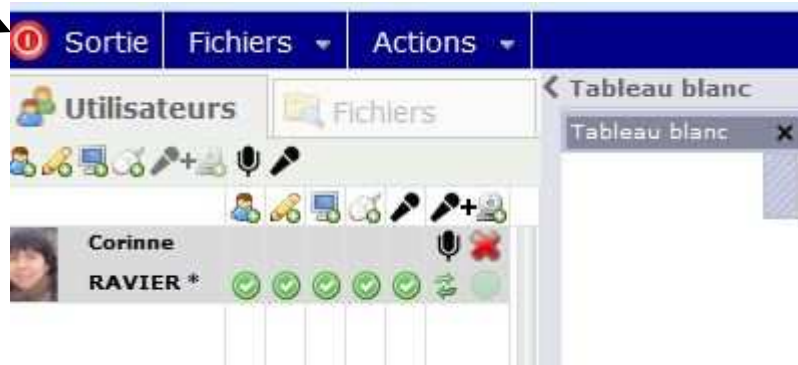 Sortie Fichiers Actions
Utilisateurs Fichiers
Tableau blanc
Tableau blanc
Corinne
RAVIER *